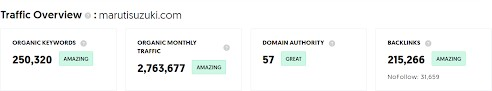 Traffic Overview : marutisuzuki.com
ORGANIC KEYWORDS
250,320 AMAZING
ORGANIC MONTHLY
TRAFFIC
2,763,677 AMAZING
DOMAIN AUTHORITY
57 GREAT
BACKLINKS
215,266 AMAZING
NoFollow: 31,659